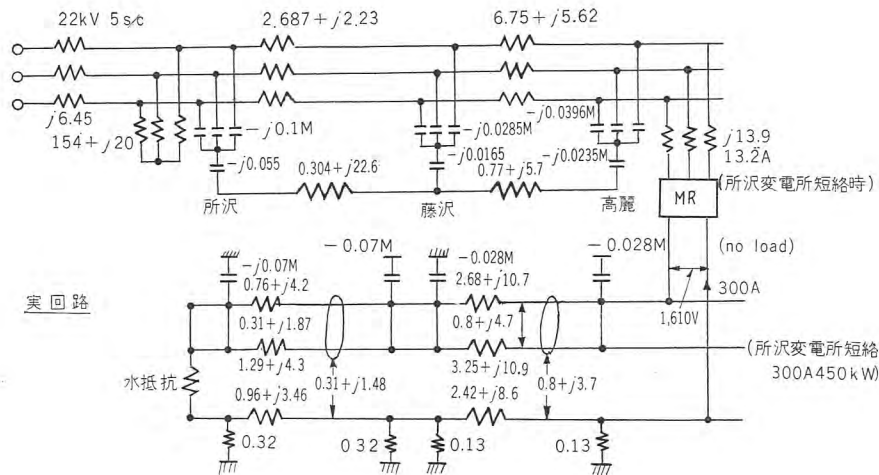 22kV 5s/c
2.687+j2.23
6.75+j5.62
j6.45
154+j20
-j0.1M
-j0.0285M
-j0.0396M
j13.9
13.2A
-j0.055
-j0.0165
-j0.0235M
0.304+j22.6
0.77+j5.7
(所沢変電所短絡時)
MR
所沢
藤沢
高麗
(no load)
-j0.07M
-0.07M
-0.028M
-0.028M
0.76+j4.2
2.68+j10.7
300A
実回路
0.31+j1.87
0.8+j4.7
1,610V
1.29+j4.3
3.25+j10.9
(所沢変電所短絡
300A450kW)
水抵抗
0.31+j1.48
0.8+j3.7
0.96+j3.46
2.42+j8.6
0.32
0.32
0.13
0.13